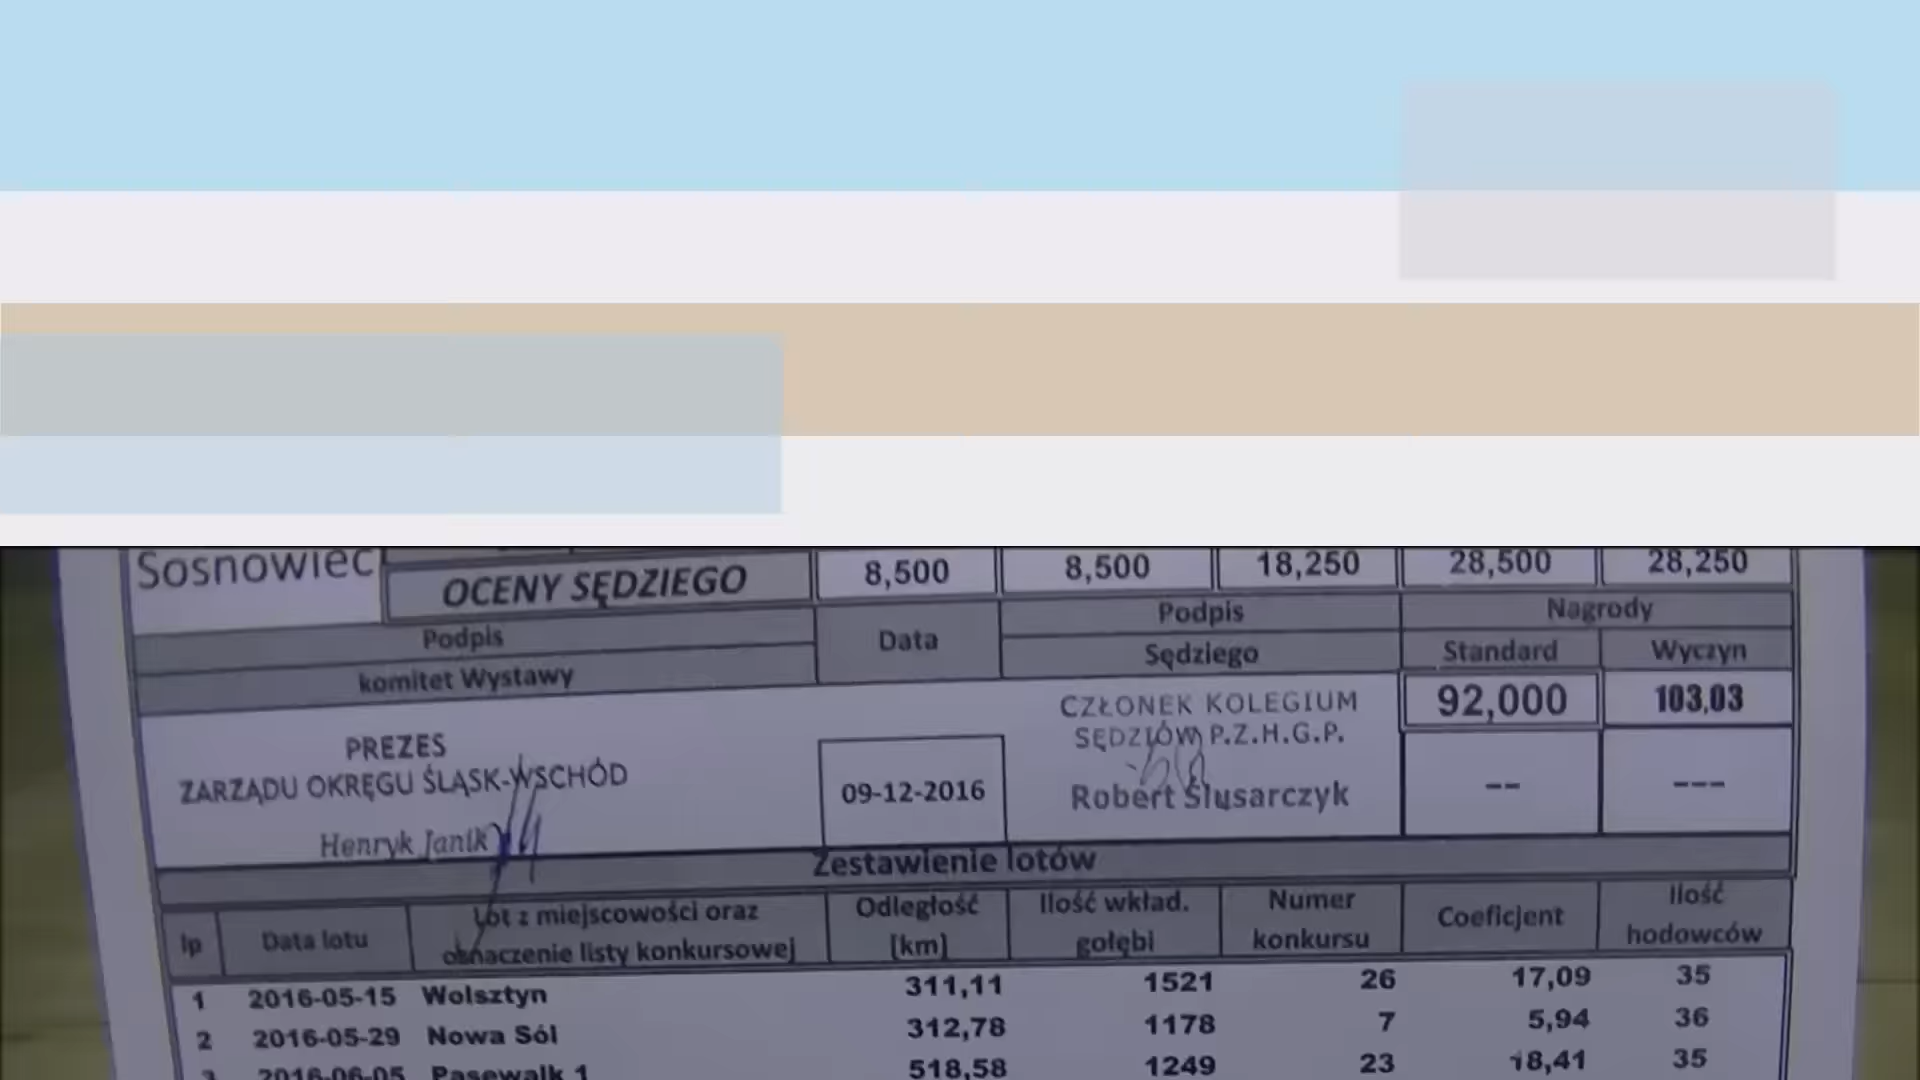 Sosnowiec
OCENY SĘDZIEGO 8,500 8,500 18,250 28,500 28,250
Podpis
komitet Wystawy
Data
Podpis
Sędziego
Nagrody
Standard Wyczyn
92,000 103,03
PREZES
ZARZĄDU OKRĘGU ŚLĄSK-WSCHÓD
Henryk Janik
09-12-2016
CZŁONEK KOLEGIUM
SĘDZIÓW P.Z.H.G.P.
Robert Ślusarczyk
-- ---
Zestawienie lotów
lp
Data lotu
Lot z miejscowości oraz
oznaczenie listy konkursowej
Odległość
[km]
Ilość wkład.
gołębi
Numer
konkursu
Coeficjent
Ilość
hodowców
1 2016-05-15 Wolsztyn 311,11 1521 26 17,09 35
2 2016-05-29 Nowa Sól 312,78 1178 7 5,94 36
3 2016-06-05 Pasewalk 1 518,58 1249 23 18,41 35